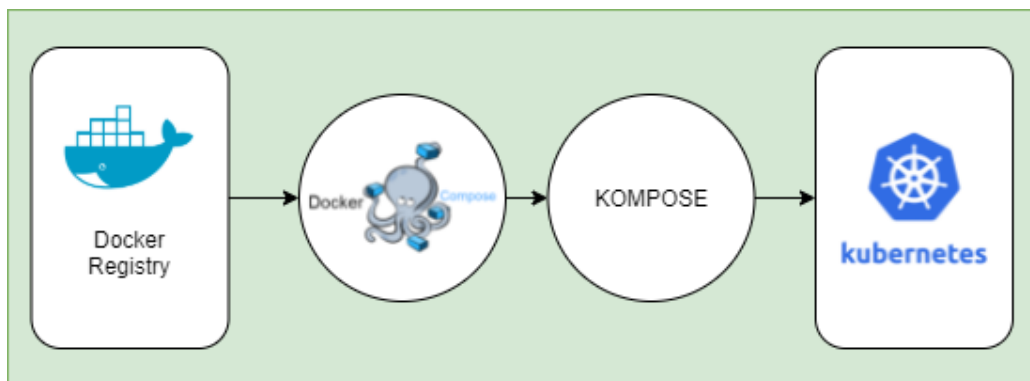 Docker
Registry
Docker
Compose
KOMPOSE
kubernetes